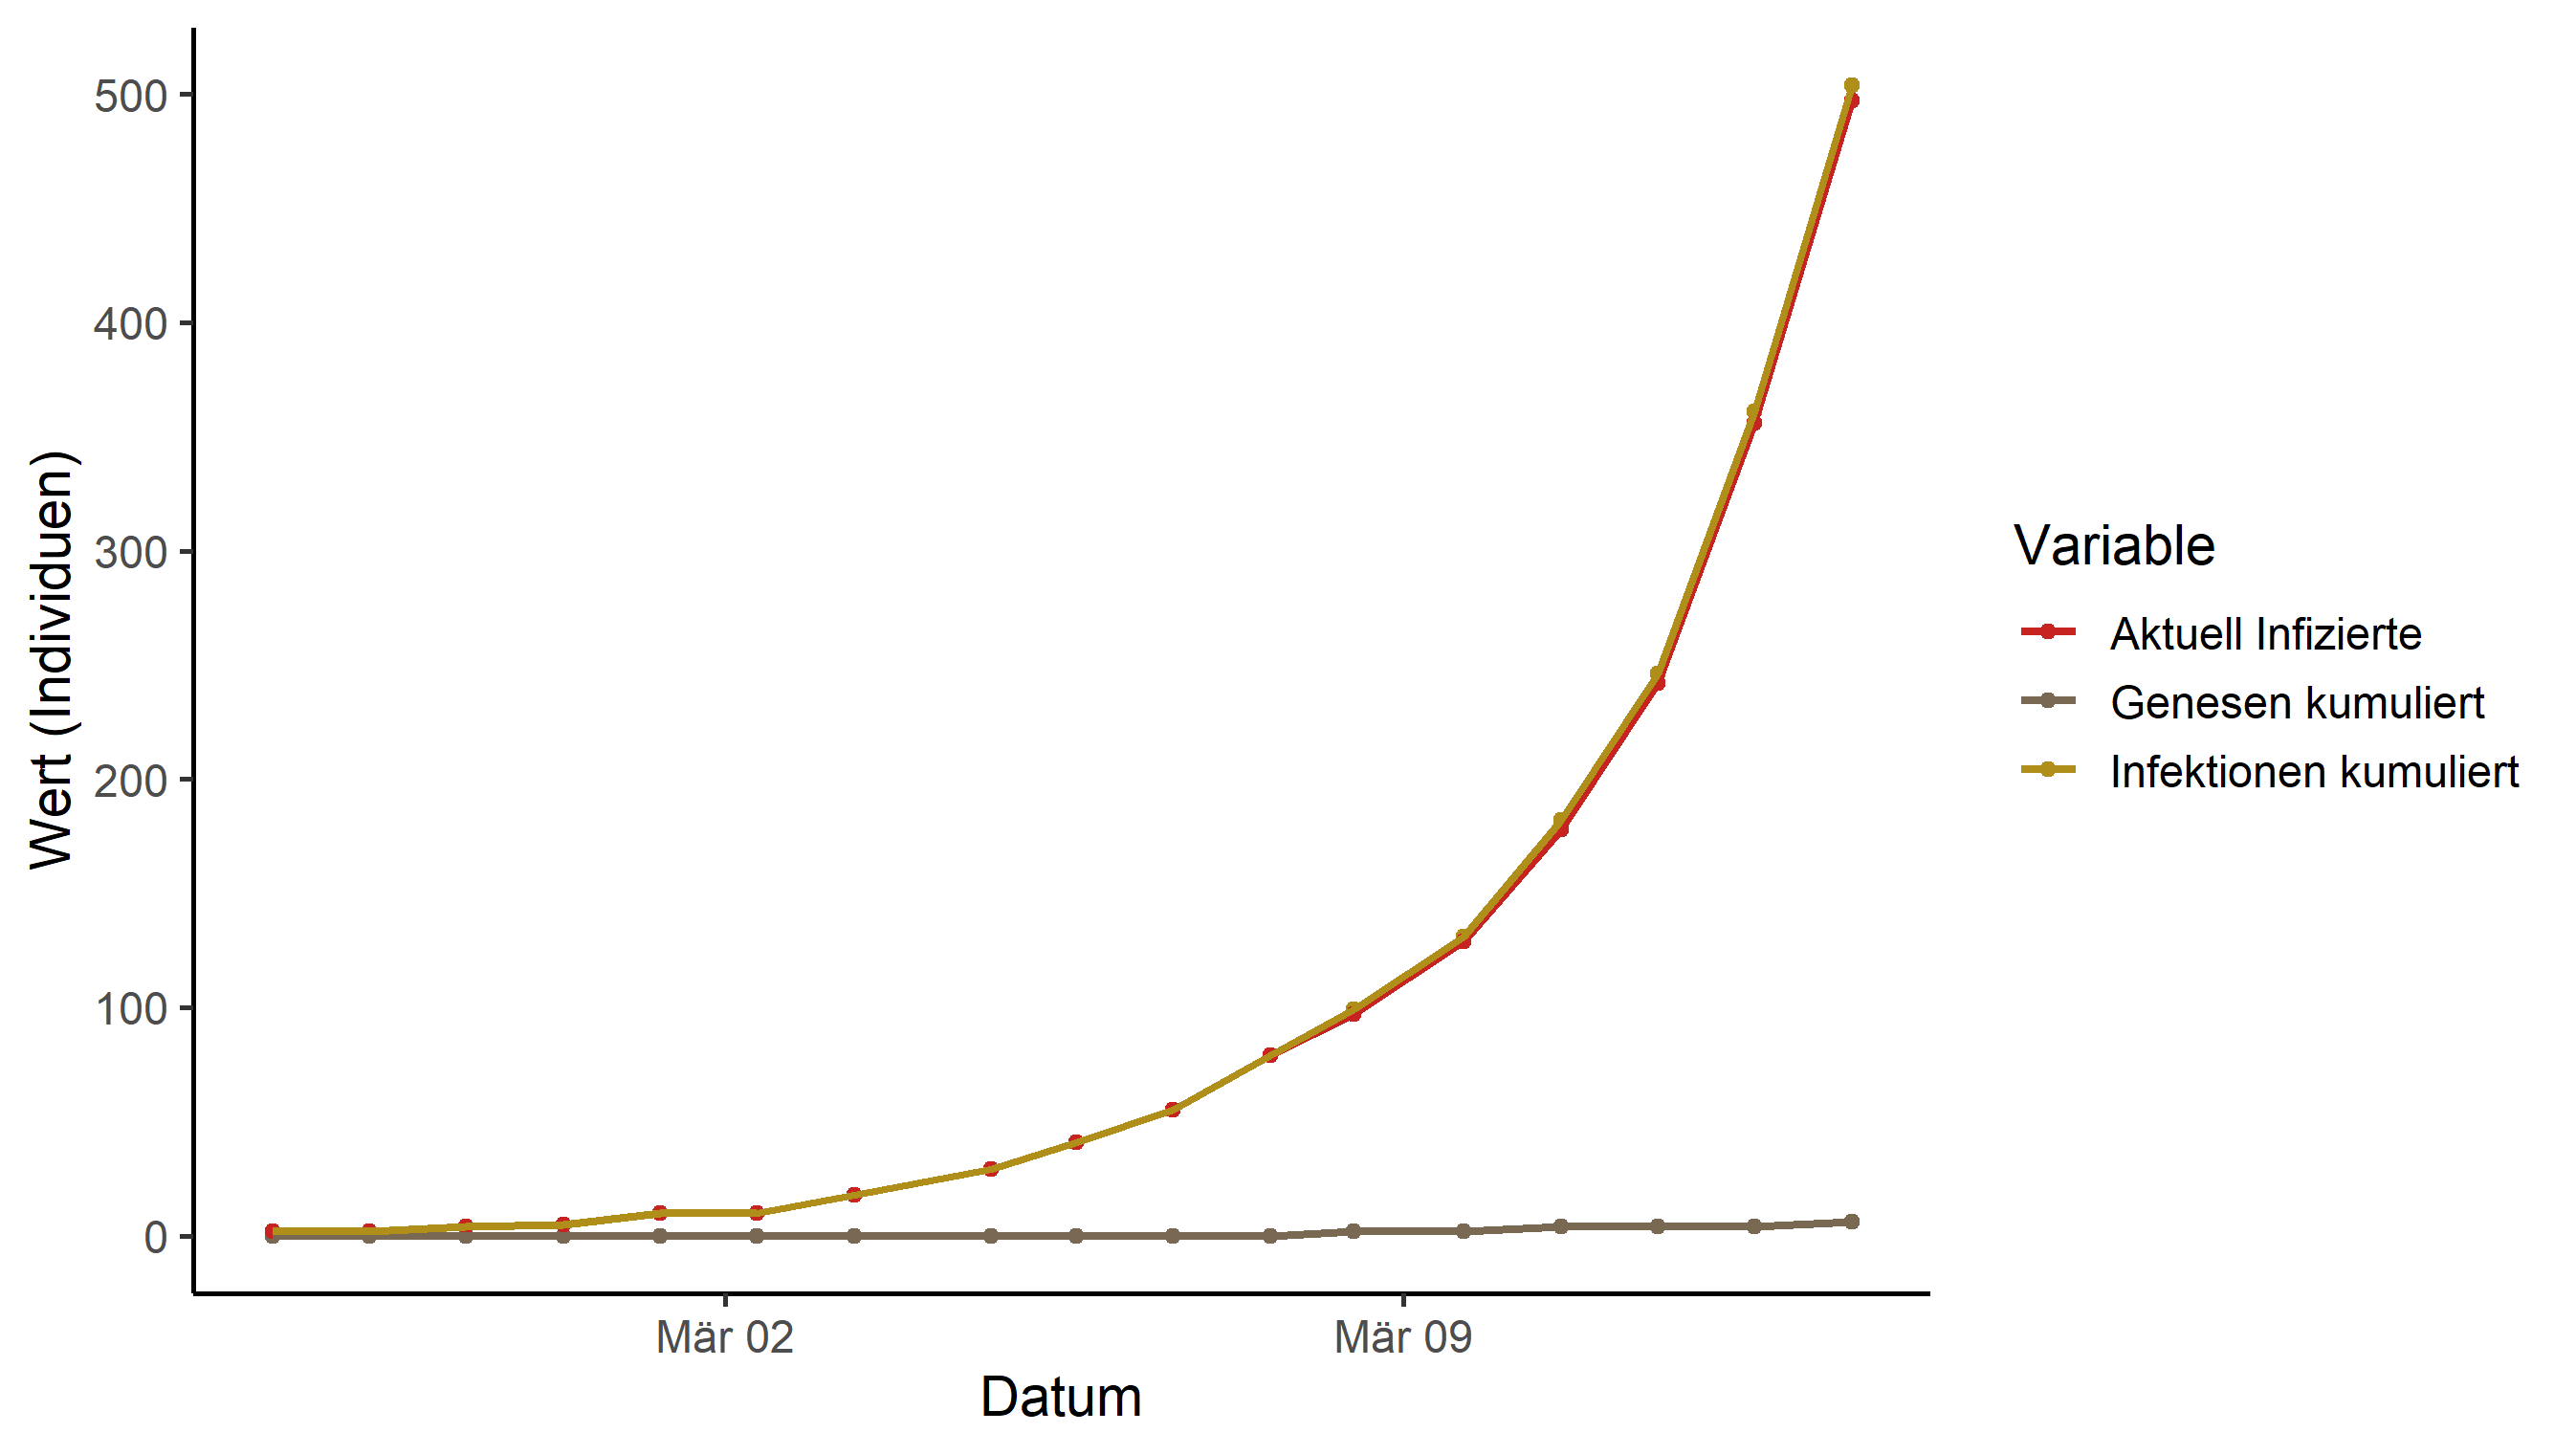 500
400
300
200
100
0
Wert (Individuen)
Mär 02
Mär 09
Datum
Variable
Aktuell Infizierte
Genesen kumuliert
Infektionen kumuliert